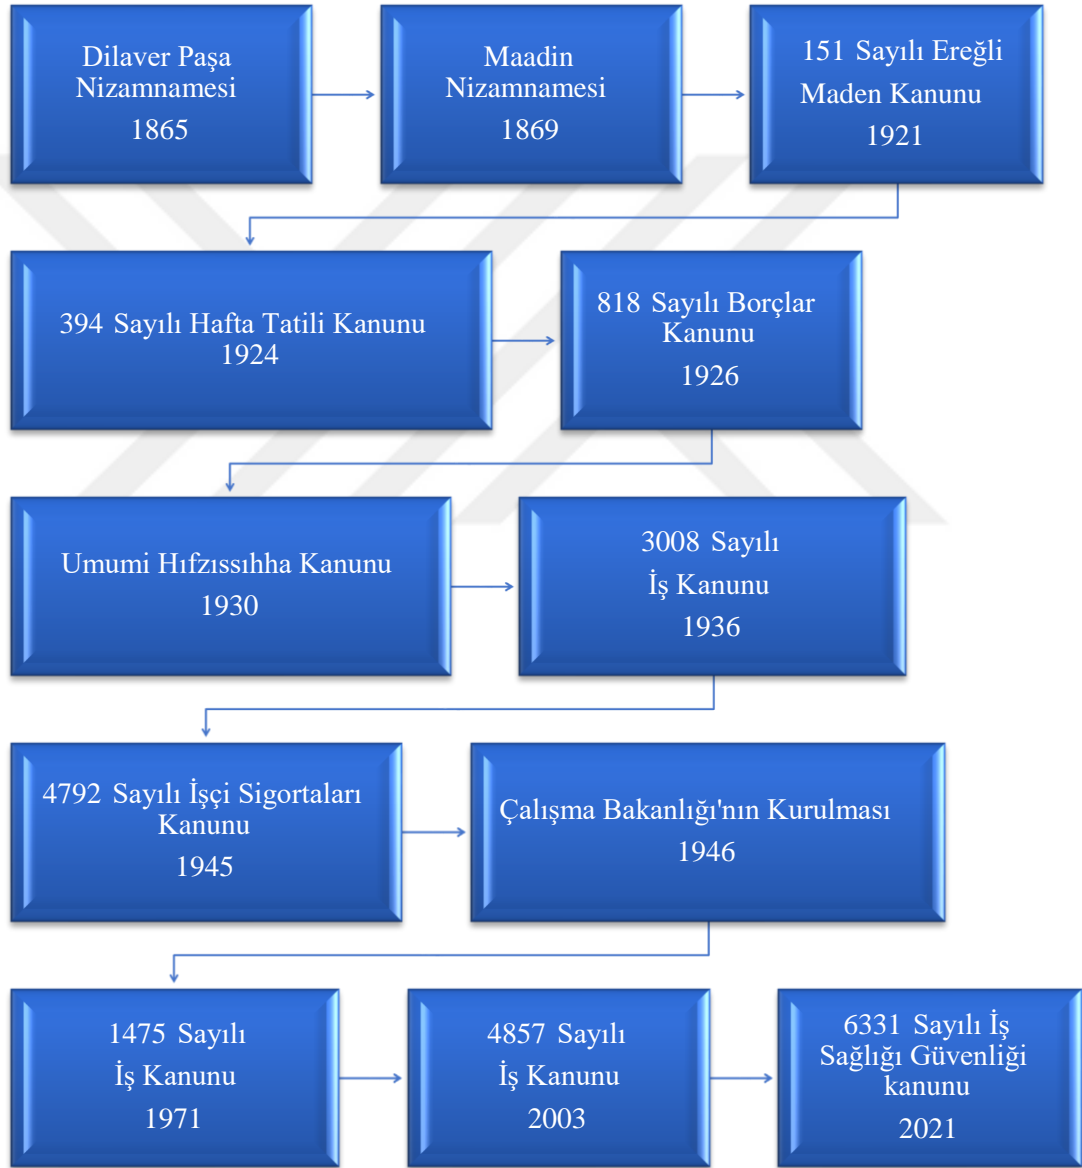 Dilaver Paşa
Nizamnamesi
1865
Maadin
Nizamnamesi
1869
151 Sayılı Ereğli
Maden Kanunu
1921
394 Sayılı Hafta Tatili Kanunu
1924
818 Sayılı Borçlar
Kanunu
1926
Umumi Hıfzıssıhha Kanunu
1930
3008 Sayılı
İş Kanunu
1936
4792 Sayılı İşçi Sigortaları
Kanunu
1945
Çalışma Bakanlığı'nın Kurulması
1946
1475 Sayılı
İş Kanunu
1971
4857 Sayılı
İş Kanunu
2003
6331 Sayılı İş
Sağlığı Güvenliği
kanunu
2021